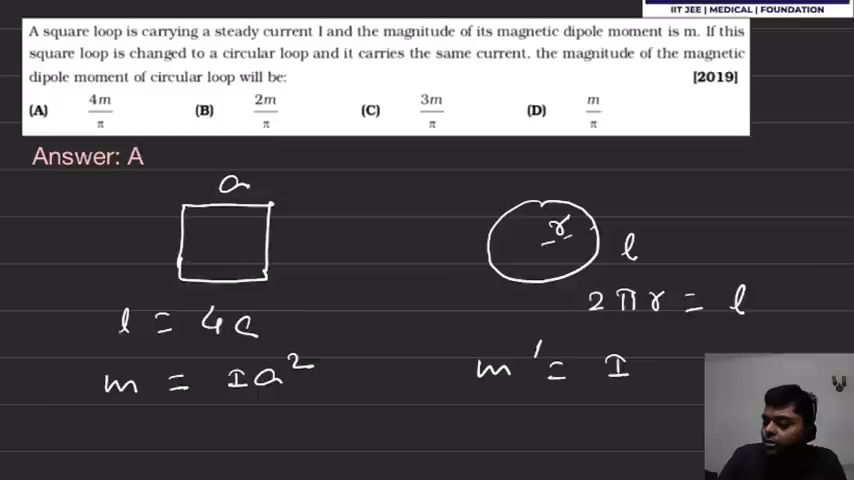 IIT JEE | MEDICAL | FOUNDATION
A square loop is carrying a steady current I and the magnitude of its magnetic dipole moment is m. If this
square loop is changed to a circular loop and it carries the same current, the magnitude of the magnetic
dipole moment of circular loop will be: [2019]
(A) 4m/π (B) 2m/π (C) 3m/π (D) m/π
Answer: A
a
r
l
l = 4a
2πr = l
m = Ia²
m' = I